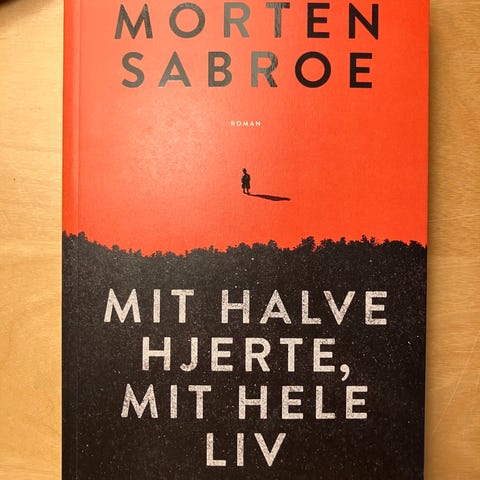 MORTEN
SABROE
ROMAN
MIT HALVE
HJERTE,
MIT HELE
LIV